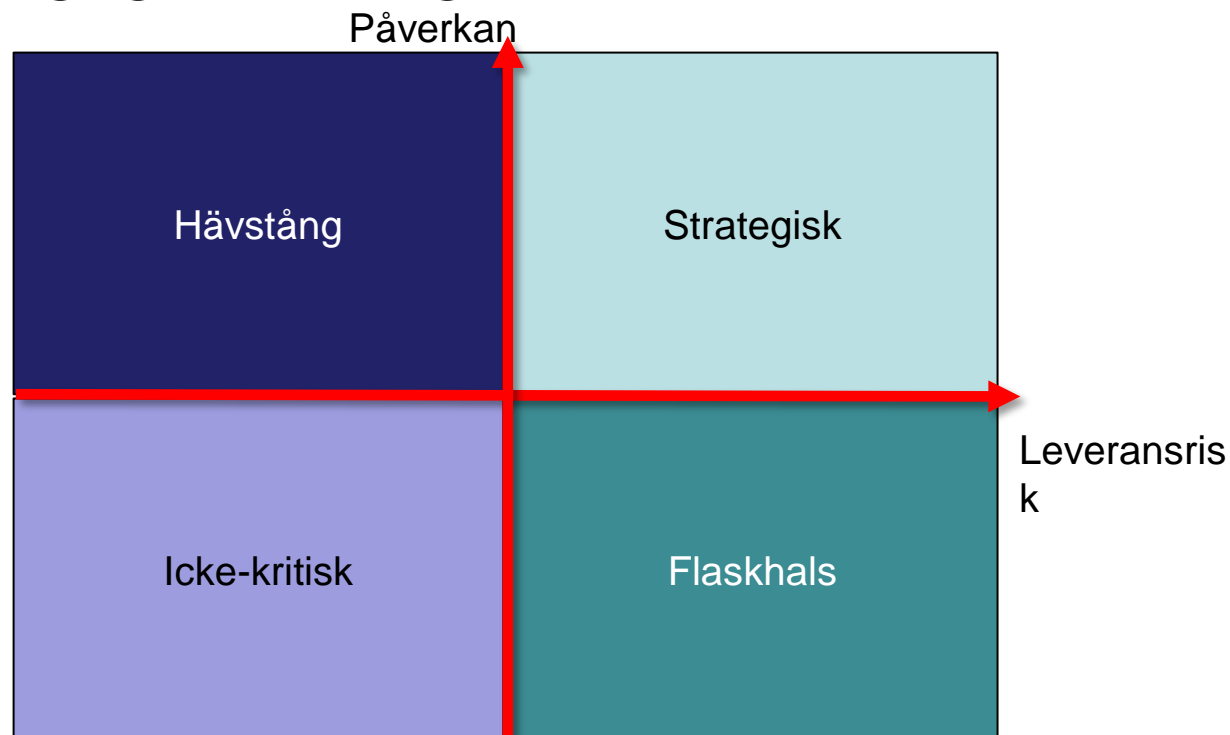 Påverkan
Hävstång
Strategisk
Leveransris
k
Icke-kritisk
Flaskhals